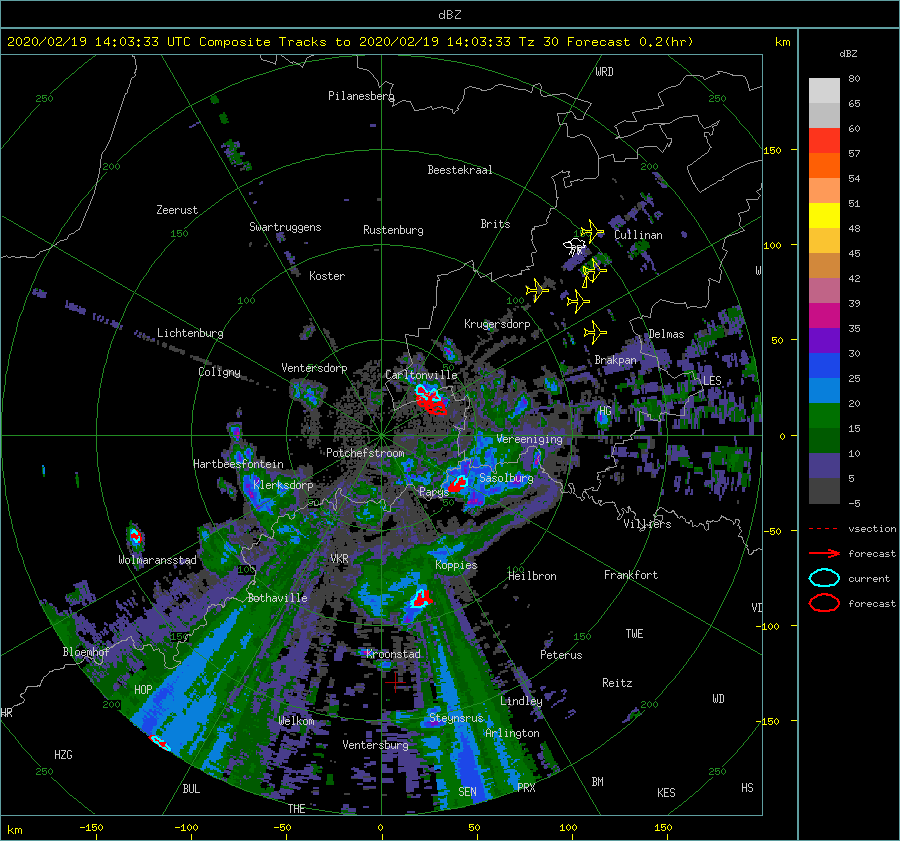 dBZ
2020/02/19 14:03:33 UTC Composite Tracks to 2020/02/19 14:03:33 Tz 30 Forecast 0.2(hr)
km
dBZ
WRD
250
Pilanesberg
250
80
65
60
57
54
51
48
45
42
39
35
30
25
20
15
10
5
-5
vsection
forecast
current
forecast
150
100
50
0
-50
-100
-150
200
Beestekraal
200
Zeerust
150
Swartruggens
Rustenburg
Brits
Cullinan
Koster
100
100
Krugersdorp
Lichtenburg
Delmas
Coligny
Ventersdorp
Carltonville
Brakpan
LES
HG
Vereeniging
Potchefstroom
Hartbeesfontein
Klerksdorp
Parys
Sasolburg
50
50
Villiers
Wolmaransstad
VKR
Koppies
100
100
Heilbron
Frankfort
Bothaville
150
150
TWE
Bloemhof
Kroonstad
Peterus
HOP
Reitz
200
200
WD
HR
Welkom
Steynsrus
Lindley
Arlington
HZG
Ventersburg
250
250
BUL
SEN
PRX
BM
KES
HS
THE
km
-150
-100
-50
0
50
100
150